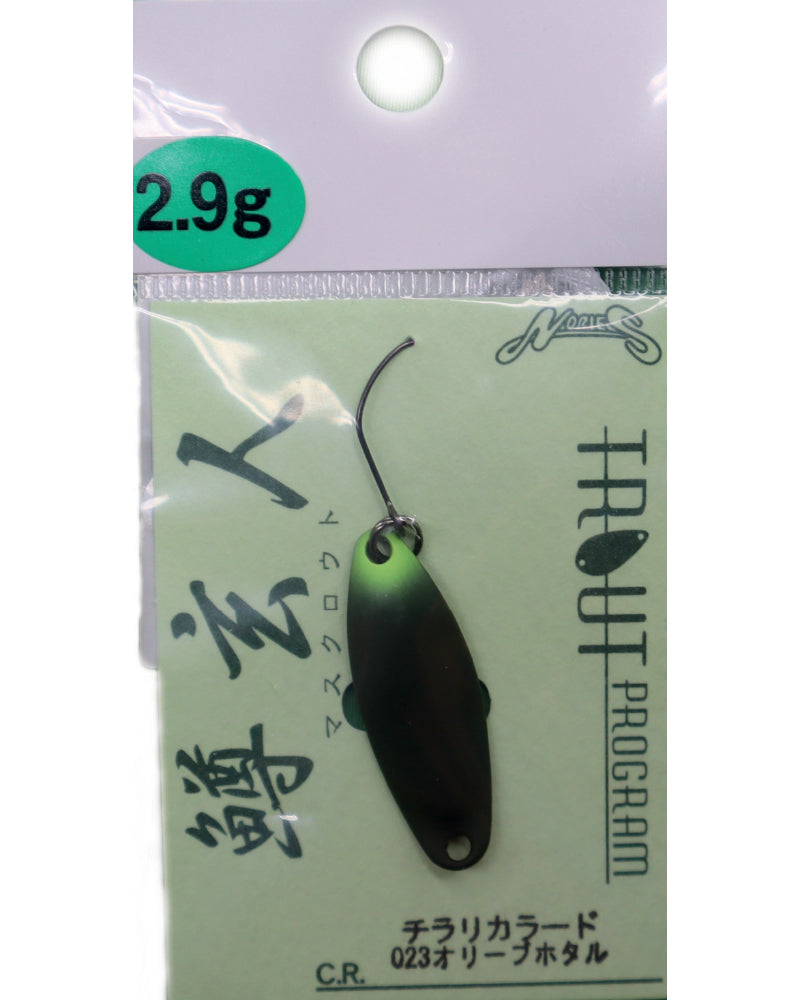 2.9g
NORIES
TROUT
PROGRAM
鱒玄人
マスクロウト
チラリカラード
023オリーブホタル
C.R.